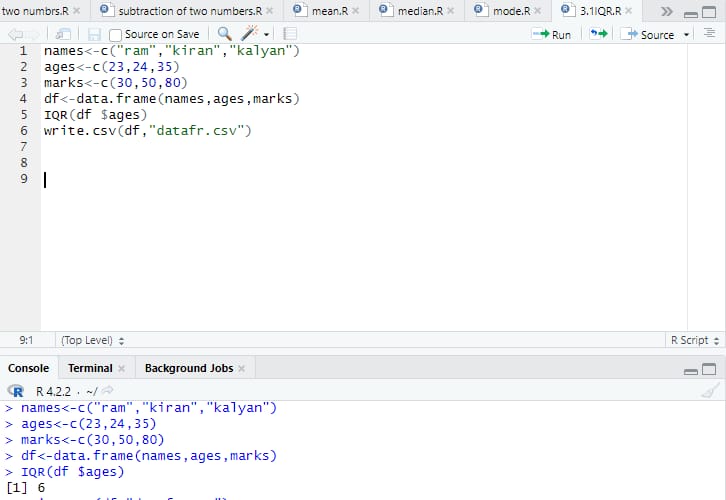 two numbrs.R subtraction of two numbers.R mean.R median.R mode.R 3.1IQR.R
Source on Save Run Source
1 names<-c("ram","kiran","kalyan")
2 ages<-c(23,24,35)
3 marks<-c(30,50,80)
4 df<-data.frame(names,ages,marks)
5 IQR(df $ages)
6 write.csv(df,"datafr.csv")
7
8
9
9:1 (Top Level) R Script
Console Terminal Background Jobs
R 4.2.2 . ~/
> names<-c("ram","kiran","kalyan")
> ages<-c(23,24,35)
> marks<-c(30,50,80)
> df<-data.frame(names,ages,marks)
> IQR(df $ages)
[1] 6